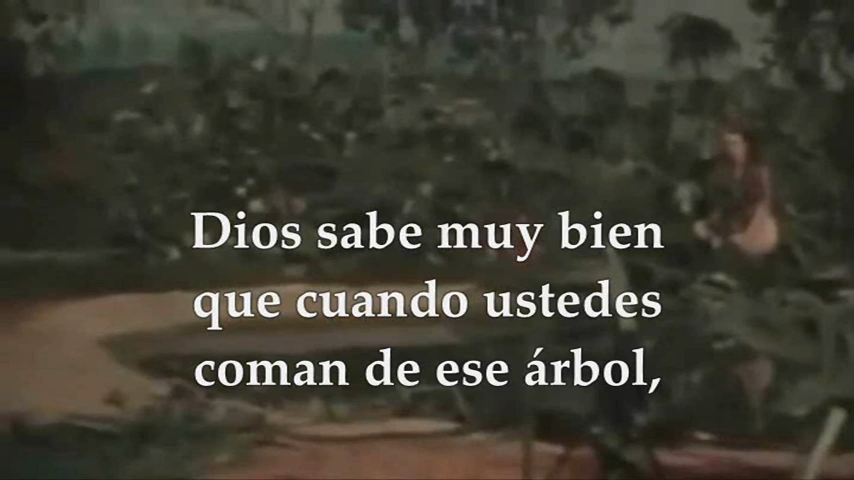 Dios sabe muy bien
que cuando ustedes
coman de ese árbol,